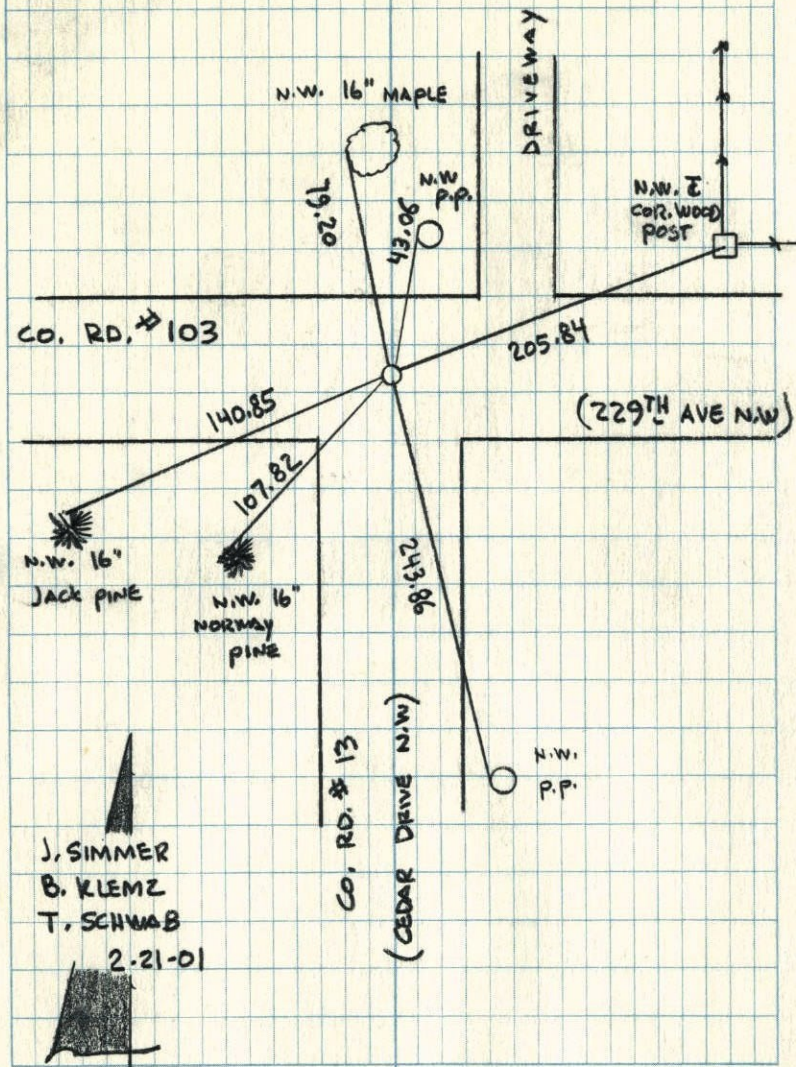 DRIVEWAY
N.W. 16" MAPLE
N.W
P.P.
79.20
43.06
N.W. 
COR. WOOD
POST
CO. RD. # 103
205.84
140.85
(229TH AVE N.W)
107.82
N.W. 16"
JACK PINE
N.W. 16"
NORWAY
PINE
243.86
CO. RD. # 13
(CEDAR DRIVE N.W)
N.W.
P.P.
J. SIMMER
B. KLEMZ
T. SCHWAB
2-21-01